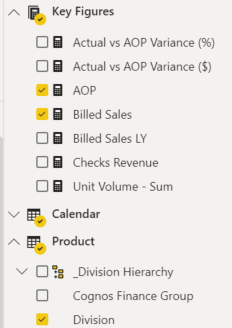 Key Figures
Actual vs AOP Variance (%)
Actual vs AOP Variance ($)
AOP
Billed Sales
Billed Sales LY
Checks Revenue
Unit Volume - Sum
Calendar
Product
_Division Hierarchy
Cognos Finance Group
Division